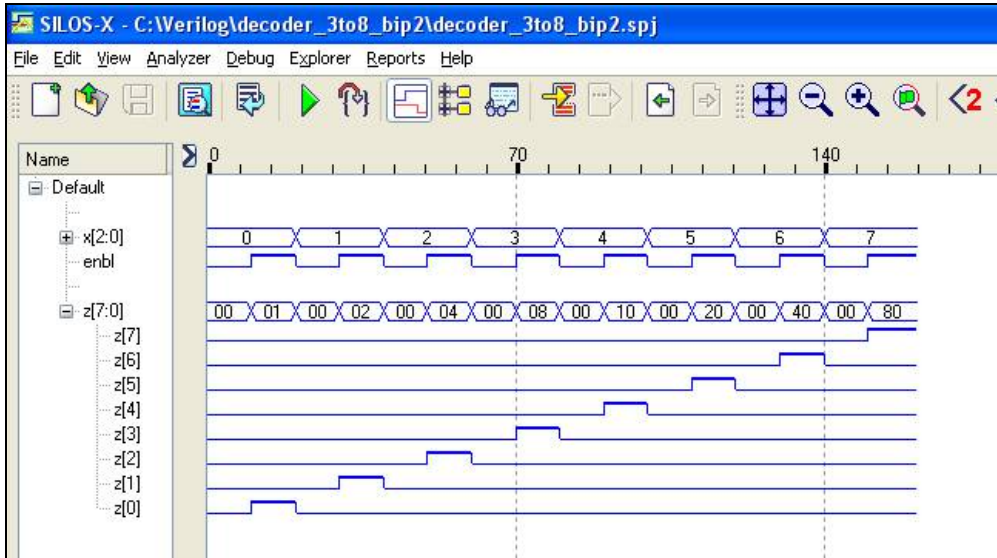 SILOS-X - C:\Verilog\decoder_3to8_bip2\decoder_3to8_bip2.spj
File Edit View Analyzer Debug Explorer Reports Help
2
Name 0 70 140
Default
x[2:0] 0 1 2 3 4 5 6 7
enbl
z[7:0] 00 01 00 02 00 04 00 08 00 10 00 20 00 40 00 80
z[7]
z[6]
z[5]
z[4]
z[3]
z[2]
z[1]
z[0]